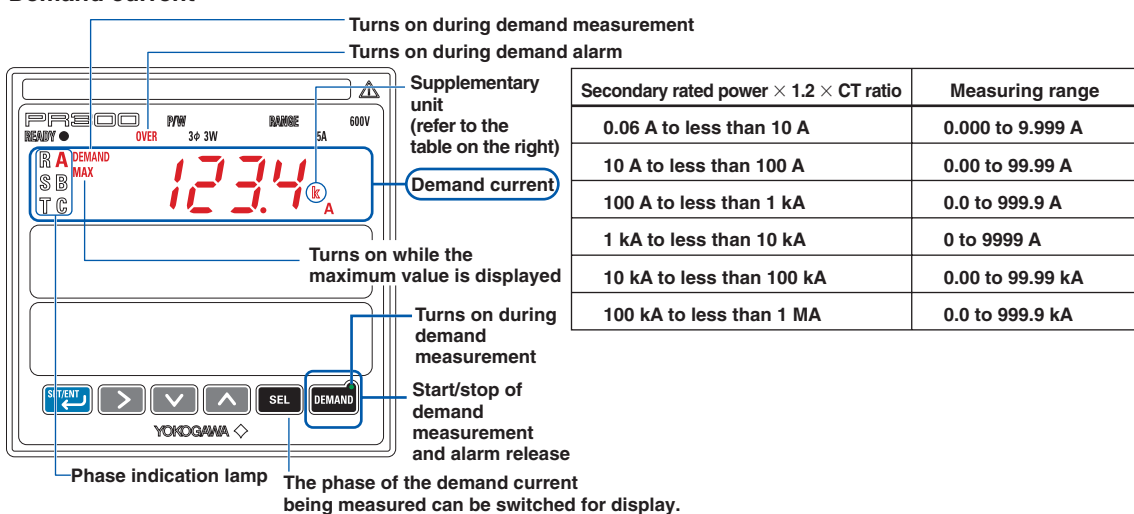 Demand current
Turns on during demand measurement
Turns on during demand alarm
Supplementary
unit
(refer to the
table on the right)
PR300
P/W
RANGE
600V
READY
OVER
3φ 3W
5A
R A DEMAND
MAX
S B
T C
123.4
k
A
Demand current
Turns on while the
maximum value is displayed
Turns on during
demand
measurement
SET/ENT
SEL
DEMAND
Start/stop of
demand
measurement
and alarm release
YOKOGAWA
Phase indication lamp
The phase of the demand current
being measured can be switched for display.
Secondary rated power × 1.2 × CT ratio Measuring range
0.06 A to less than 10 A 0.000 to 9.999 A
10 A to less than 100 A 0.00 to 99.99 A
100 A to less than 1 kA 0.0 to 999.9 A
1 kA to less than 10 kA 0 to 9999 A
10 kA to less than 100 kA 0.00 to 99.99 kA
100 kA to less than 1 MA 0.0 to 999.9 kA